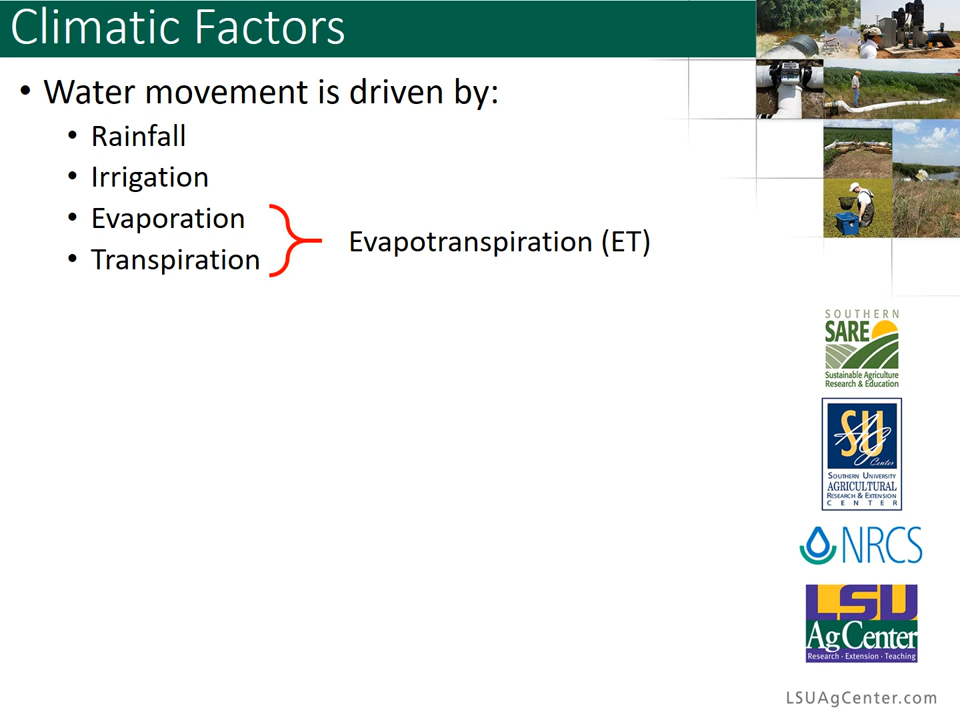 Climatic Factors
• Water movement is driven by:
• Rainfall
• Irrigation
• Evaporation
• Transpiration
Evapotranspiration (ET)
SOUTHERN
SARE
Sustainable Agriculture
Research & Education
SU
Ag
Center
SOUTHERN UNIVERSITY
AGRICULTURAL
RESEARCH & EXTENSION
CENTER
NRCS
LSU
AgCenter
Research · Extension · Teaching
LSUAgCenter.com